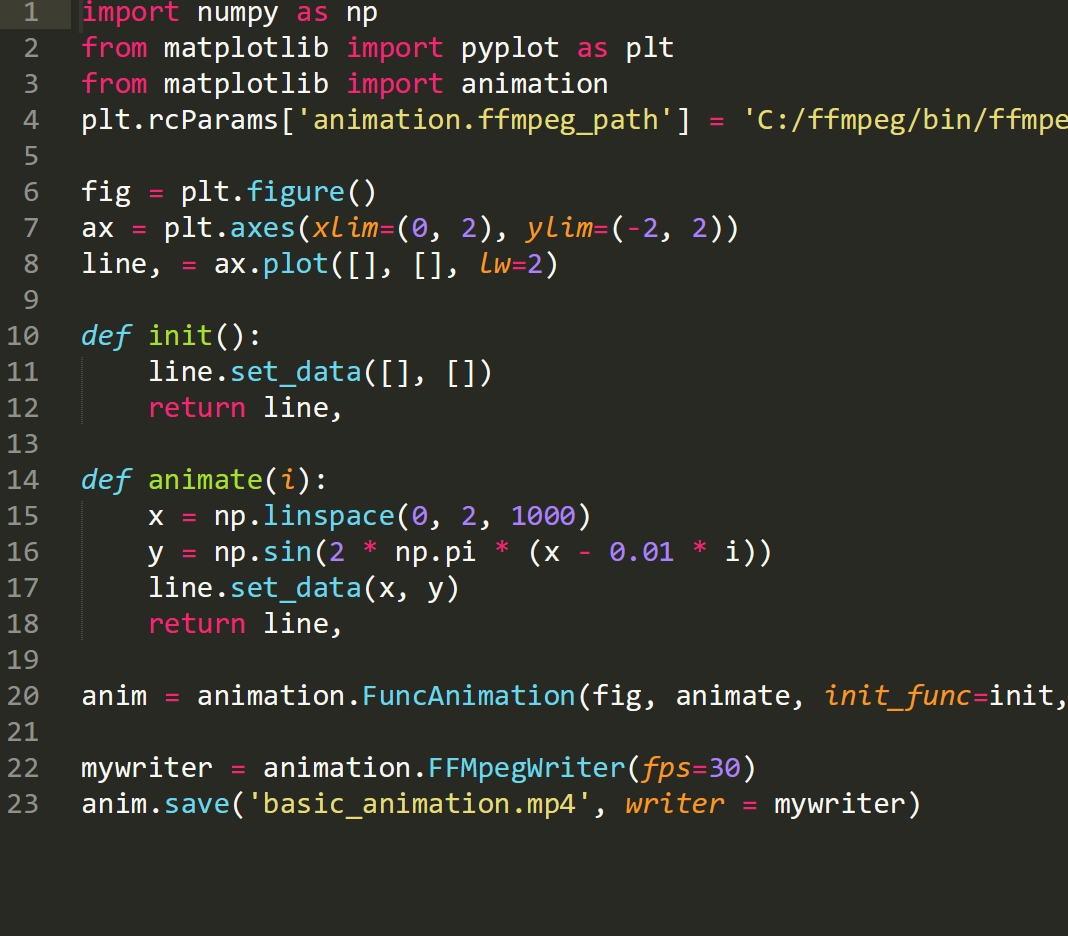 1 import numpy as np
2 from matplotlib import pyplot as plt
3 from matplotlib import animation
4 plt.rcParams['animation.ffmpeg_path'] = 'C:/ffmpeg/bin/ffmpe
5
6 fig = plt.figure()
7 ax = plt.axes(xlim=(0, 2), ylim=(-2, 2))
8 line, = ax.plot([], [], lw=2)
9
10 def init():
11     line.set_data([], [])
12     return line,
13
14 def animate(i):
15     x = np.linspace(0, 2, 1000)
16     y = np.sin(2 * np.pi * (x - 0.01 * i))
17     line.set_data(x, y)
18     return line,
19
20 anim = animation.FuncAnimation(fig, animate, init_func=init,
21
22 mywriter = animation.FFMpegWriter(fps=30)
23 anim.save('basic_animation.mp4', writer = mywriter)